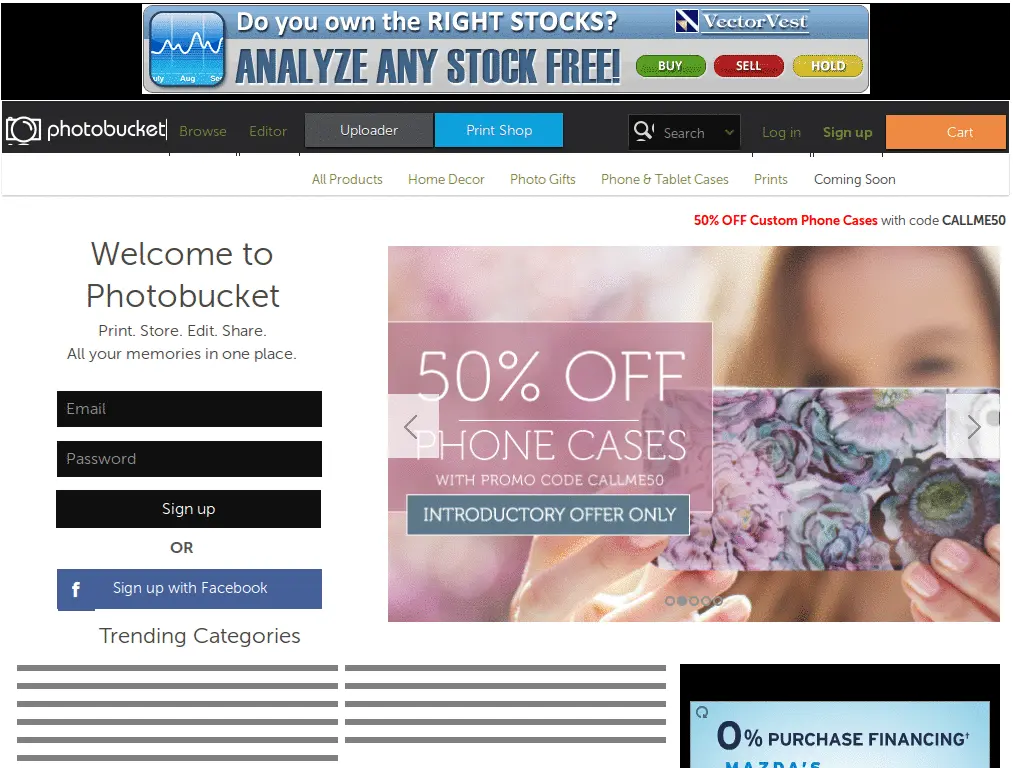 Do you own the RIGHT STOCKS?
VectorVest
ANALYZE ANY STOCK FREE!
BUY
SELL
HOLD
Aug
photobucket
Browse
Editor
Uploader
Print Shop
Search
Log in
Sign up
Cart
All Products
Home Decor
Photo Gifts
Phone & Tablet Cases
Prints
Coming Soon
50% OFF Custom Phone Cases with code CALLME50
Welcome to
Photobucket
Print. Store. Edit. Share.
All your memories in one place.
Email
Password
Sign up
OR
f
Sign up with Facebook
50% OFF
PHONE CASES
WITH PROMO CODE CALLME50
INTRODUCTORY OFFER ONLY
Trending Categories
0% PURCHASE FINANCING†
MAZDA'S